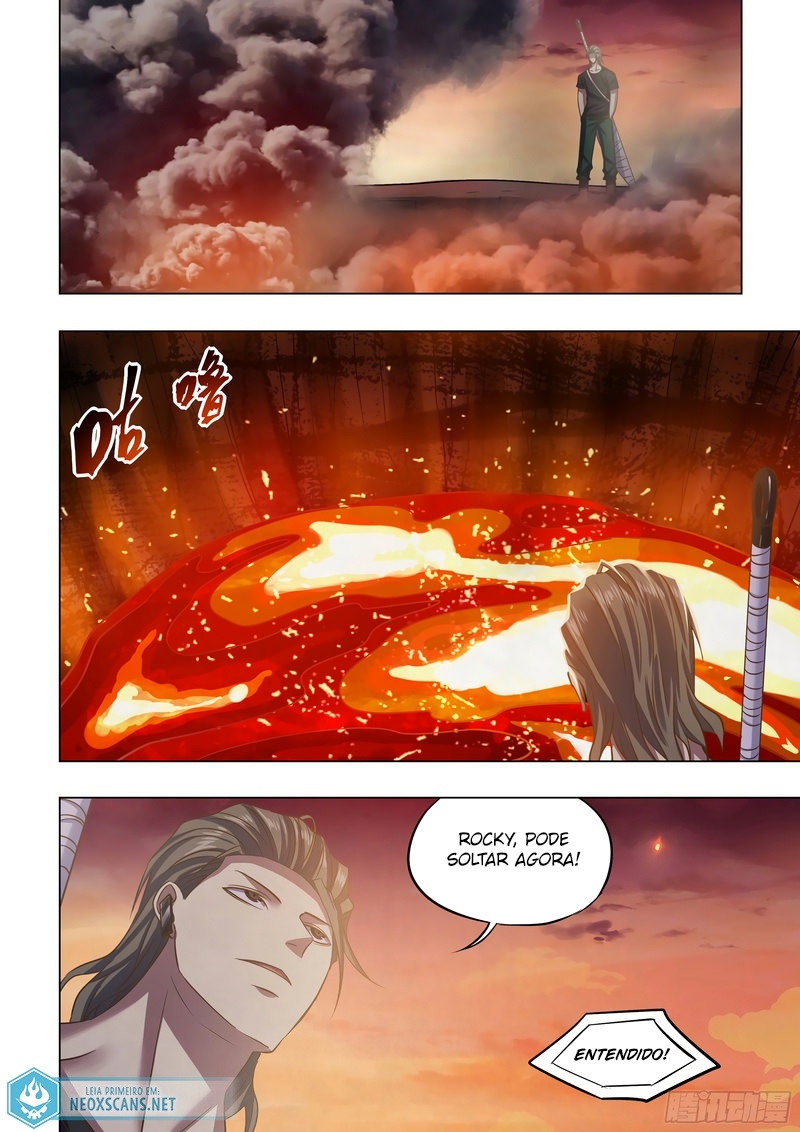 咕 噜
ROCKY, PODE
SOLTAR AGORA!
ENTENDIDO!
LEIA PRIMEIRO EM:
NEOXSCANS.NET
腾讯动漫